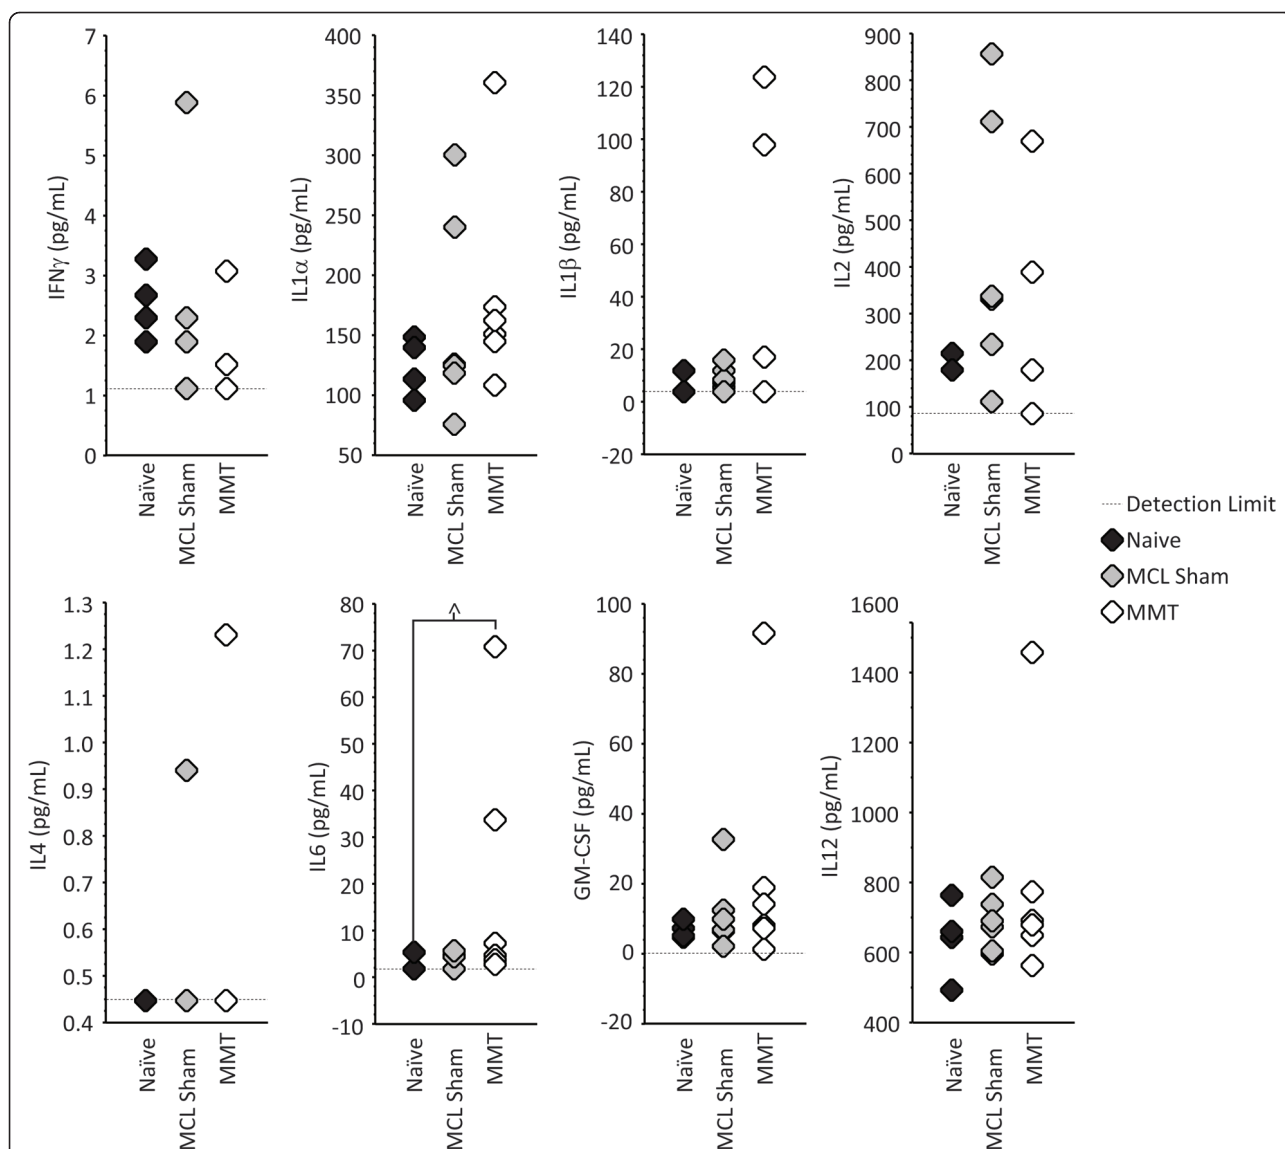 7
6
5
4
3
2
1
0
IFNγ (pg/mL)
Naïve
MCL Sham
MMT
400
350
300
250
200
150
100
50
IL1α (pg/mL)
Naïve
MCL Sham
MMT
140
120
100
80
60
40
20
0
-20
IL1β (pg/mL)
Naïve
MCL Sham
MMT
900
800
700
600
500
400
300
200
100
0
IL2 (pg/mL)
Naïve
MCL Sham
MMT
Detection Limit
Naive
MCL Sham
MMT
1.3
1.2
1.1
1.0
0.9
0.8
0.7
0.6
0.5
0.4
IL4 (pg/mL)
Naïve
MCL Sham
MMT
80
70
60
50
40
30
20
10
0
-10
IL6 (pg/mL)
^
Naïve
MCL Sham
MMT
100
80
60
40
20
0
-20
GM-CSF (pg/mL)
Naïve
MCL Sham
MMT
1600
1400
1200
1000
800
600
400
IL12 (pg/mL)
Naïve
MCL Sham
MMT